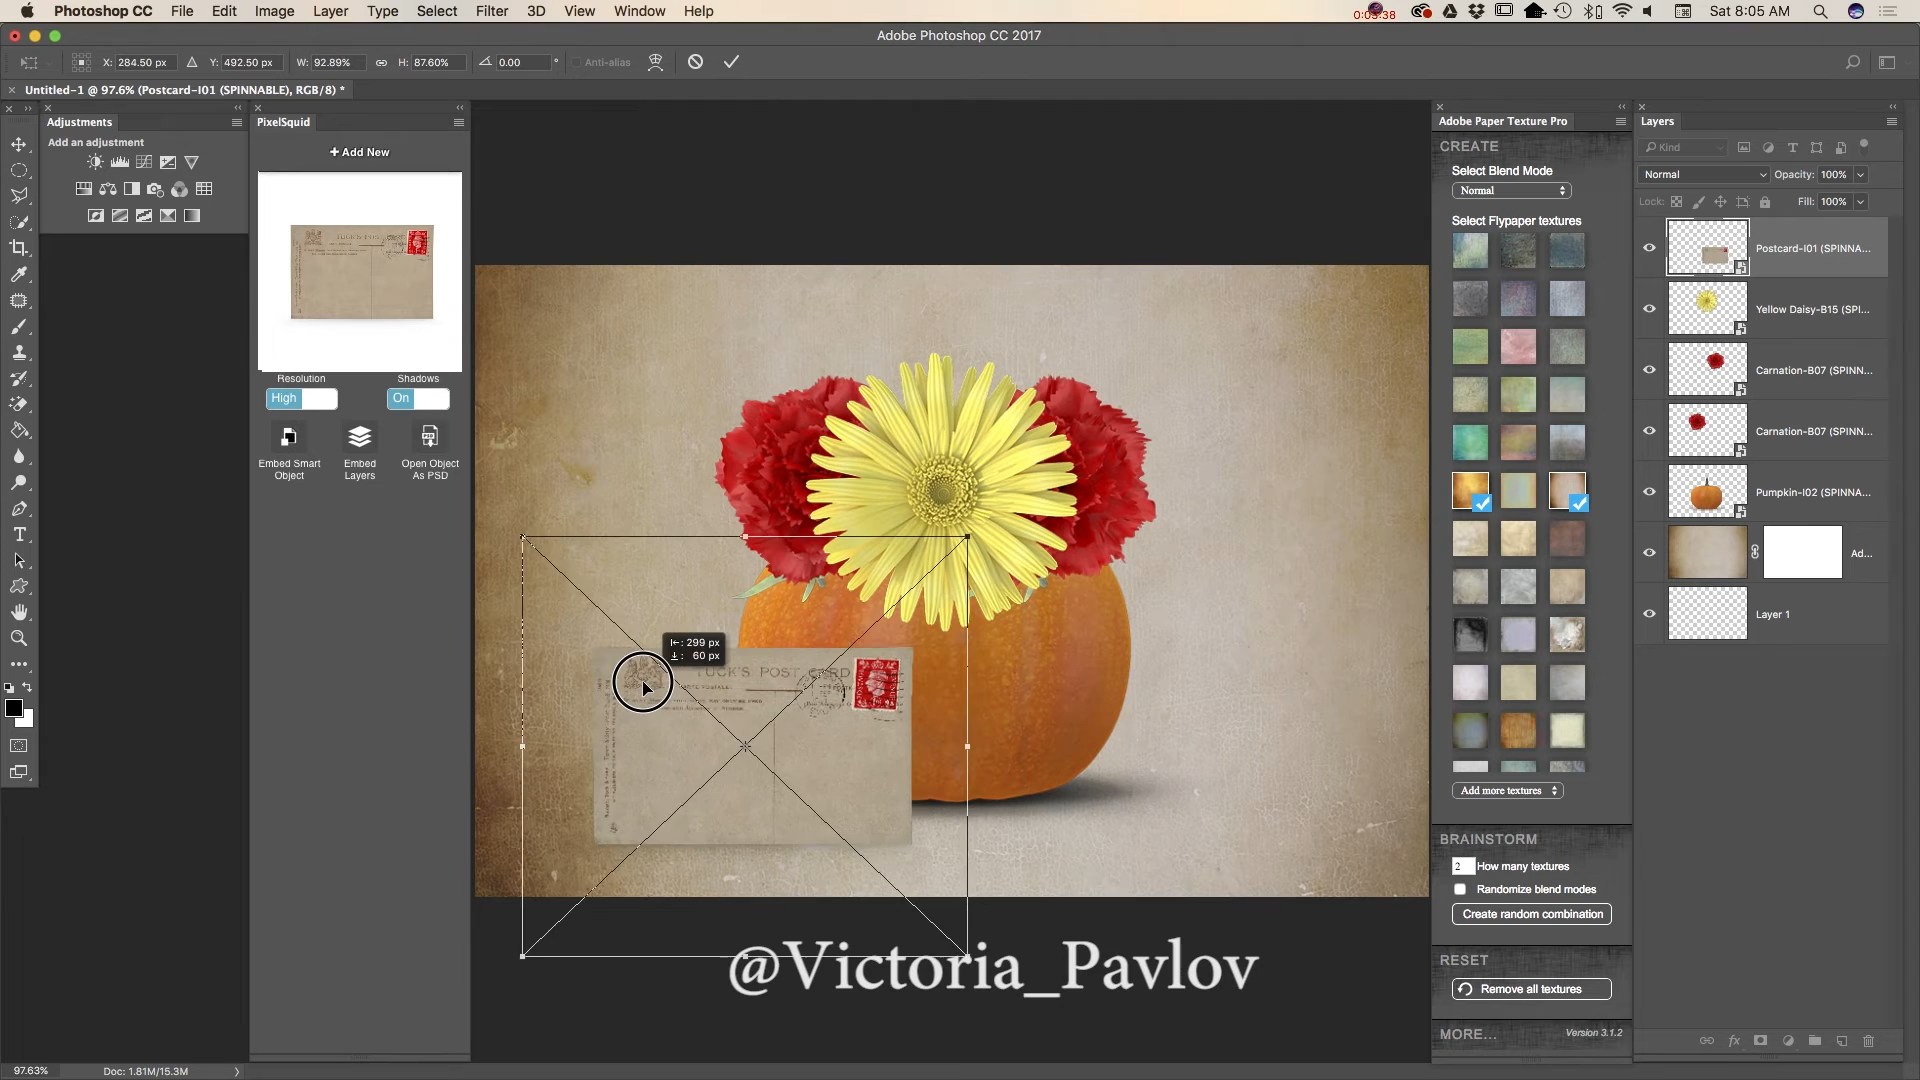 Photoshop CC File Edit Image Layer Type Select Filter 3D View Window Help
0:03:38 Sat 8:05 AM
Adobe Photoshop CC 2017
X: 284.50 px Y: 492.50 px W: 92.89% H: 87.60% 0.00 ° Anti-alias
Untitled-1 @ 97.6% (Postcard-I01 (SPINNABLE), RGB/8) *
Adjustments
Add an adjustment
PixelSquid
+ Add New
Resolution Shadows
High On
Embed Smart Object
Embed Layers
Open Object As PSD
299 px
60 px
TUCK'S POST CARD
CARTE POSTALE.
@Victoria_Pavlov
Adobe Paper Texture Pro
CREATE
Select Blend Mode
Normal
Select Flypaper textures
Add more textures
BRAINSTORM
2 How many textures
Randomize blend modes
Create random combination
RESET
Remove all textures
MORE... Version 3.1.2
Layers
Kind
Normal Opacity: 100%
Lock: Fill: 100%
Postcard-I01 (SPINNA...
Yellow Daisy-B15 (SPI...
Carnation-B07 (SPINN...
Carnation-B07 (SPINN...
Pumpkin-I02 (SPINNA...
Ad...
Layer 1
97.63% Doc: 1.81M/15.3M